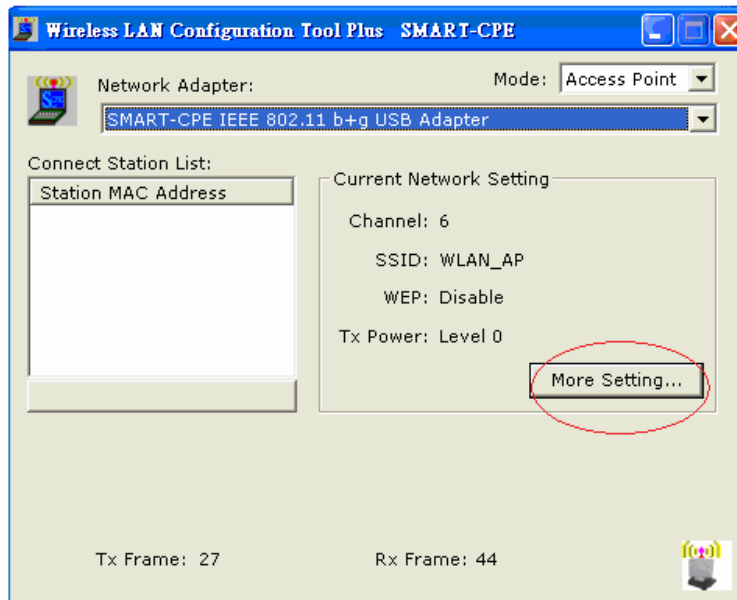 Wireless LAN Configuration Tool Plus SMART-CPE
Network Adapter:
Mode: Access Point
SMART-CPE IEEE 802.11 b+g USB Adapter
Connect Station List:
Station MAC Address
Current Network Setting
Channel: 6
SSID: WLAN_AP
WEP: Disable
Tx Power: Level 0
More Setting...
Tx Frame: 27
Rx Frame: 44